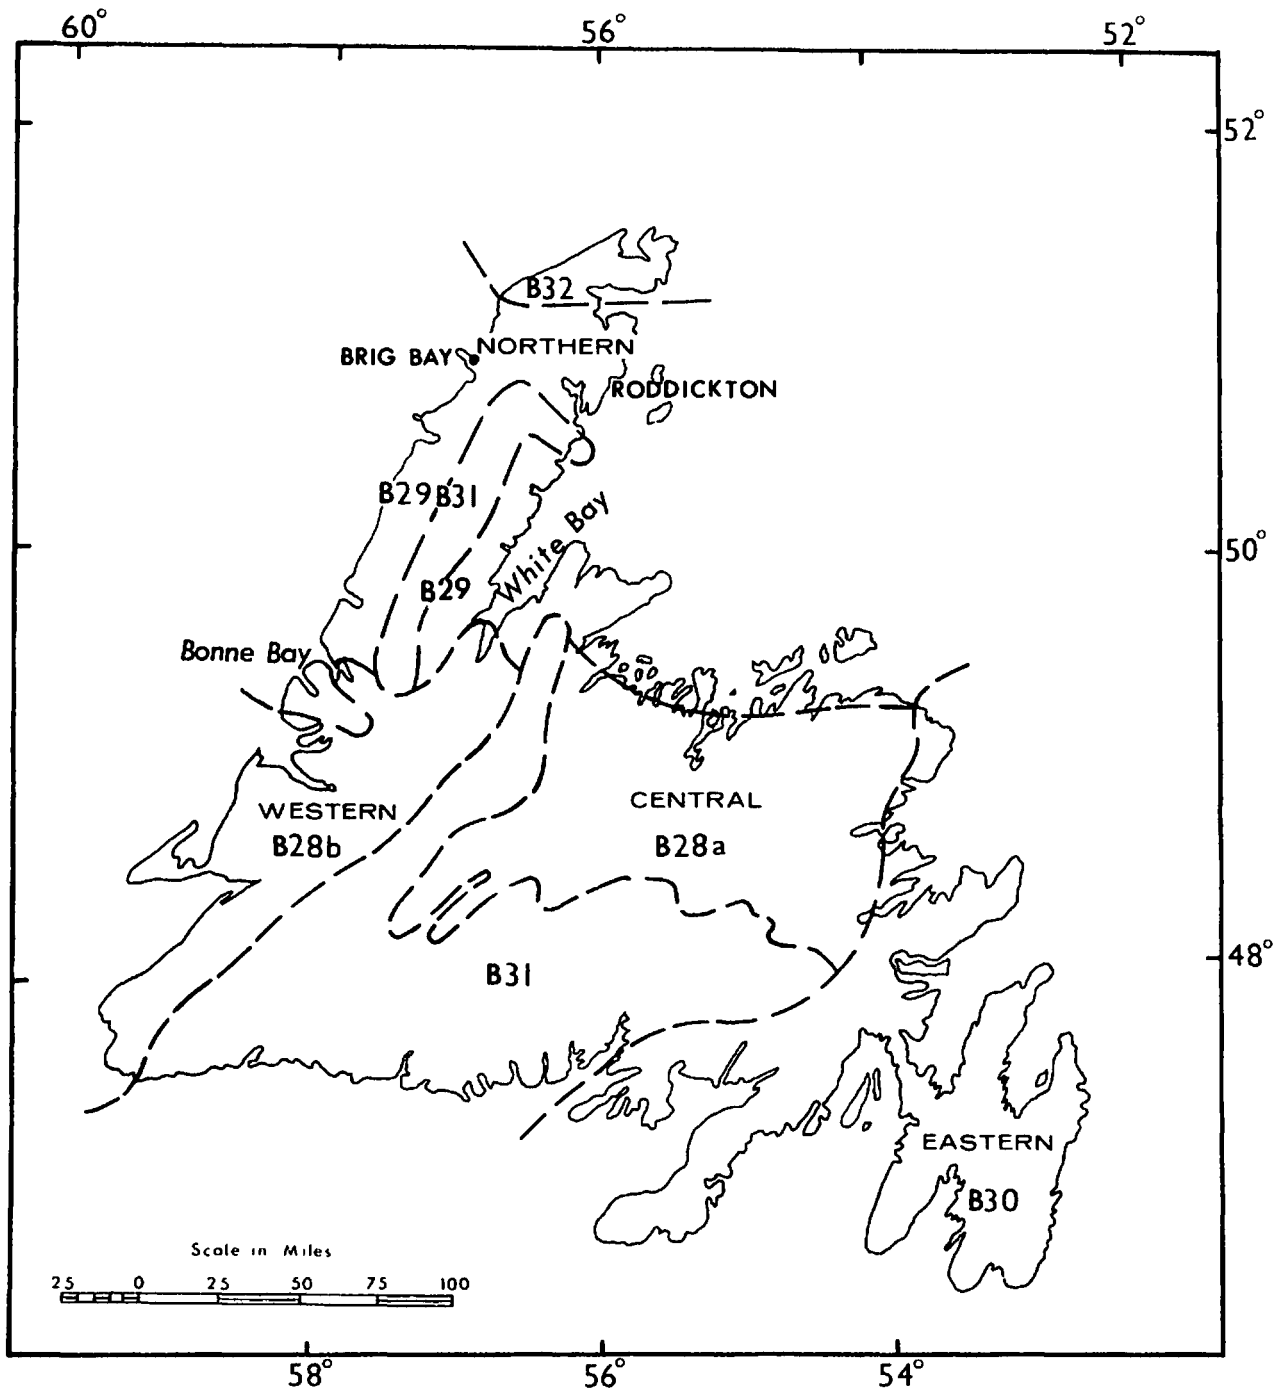 60° 56° 52°
52°
B32
NORTHERN
BRIG BAY
RODDICKTON
B29 B31
White Bay
50°
B29
Bonne Bay
WESTERN
B28b
CENTRAL
B28a
48°
B31
EASTERN
B30
Scale in Miles
25 0 25 50 75 100
58° 56° 54°